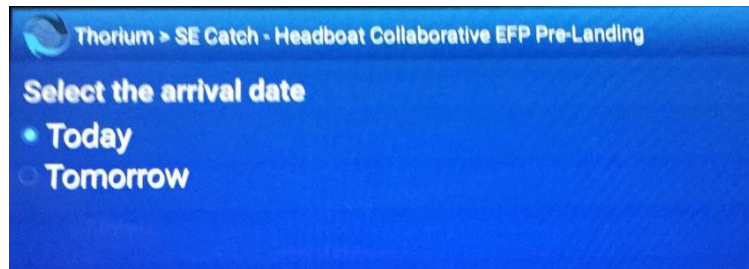 Thorium > SE Catch - Headboat Collaborative EFP Pre-Landing
Select the arrival date
Today
Tomorrow